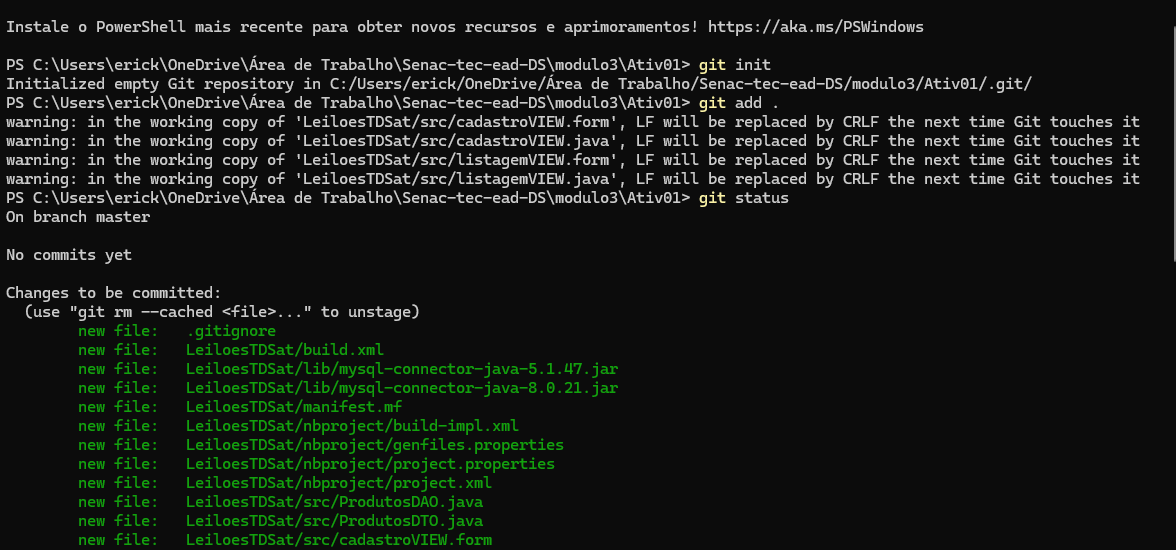 Instale o PowerShell mais recente para obter novos recursos e aprimoramentos! https://aka.ms/PSWindows
PS C:\Users\erick\OneDrive\Área de Trabalho\Senac-tec-ead-DS\modulo3\Ativ01> git init
Initialized empty Git repository in C:/Users/erick/OneDrive/Área de Trabalho/Senac-tec-ead-DS/modulo3/Ativ01/.git/
PS C:\Users\erick\OneDrive\Área de Trabalho\Senac-tec-ead-DS\modulo3\Ativ01> git add .
warning: in the working copy of 'LeiloesTDSat/src/cadastroVIEW.form', LF will be replaced by CRLF the next time Git touches it
warning: in the working copy of 'LeiloesTDSat/src/cadastroVIEW.java', LF will be replaced by CRLF the next time Git touches it
warning: in the working copy of 'LeiloesTDSat/src/listagemVIEW.form', LF will be replaced by CRLF the next time Git touches it
warning: in the working copy of 'LeiloesTDSat/src/listagemVIEW.java', LF will be replaced by CRLF the next time Git touches it
PS C:\Users\erick\OneDrive\Área de Trabalho\Senac-tec-ead-DS\modulo3\Ativ01> git status
On branch master
No commits yet
Changes to be committed:
  (use "git rm --cached <file>..." to unstage)
        new file:   .gitignore
        new file:   LeiloesTDSat/build.xml
        new file:   LeiloesTDSat/lib/mysql-connector-java-5.1.47.jar
        new file:   LeiloesTDSat/lib/mysql-connector-java-8.0.21.jar
        new file:   LeiloesTDSat/manifest.mf
        new file:   LeiloesTDSat/nbproject/build-impl.xml
        new file:   LeiloesTDSat/nbproject/genfiles.properties
        new file:   LeiloesTDSat/nbproject/project.properties
        new file:   LeiloesTDSat/nbproject/project.xml
        new file:   LeiloesTDSat/src/ProdutosDAO.java
        new file:   LeiloesTDSat/src/ProdutosDTO.java
        new file:   LeiloesTDSat/src/cadastroVIEW.form